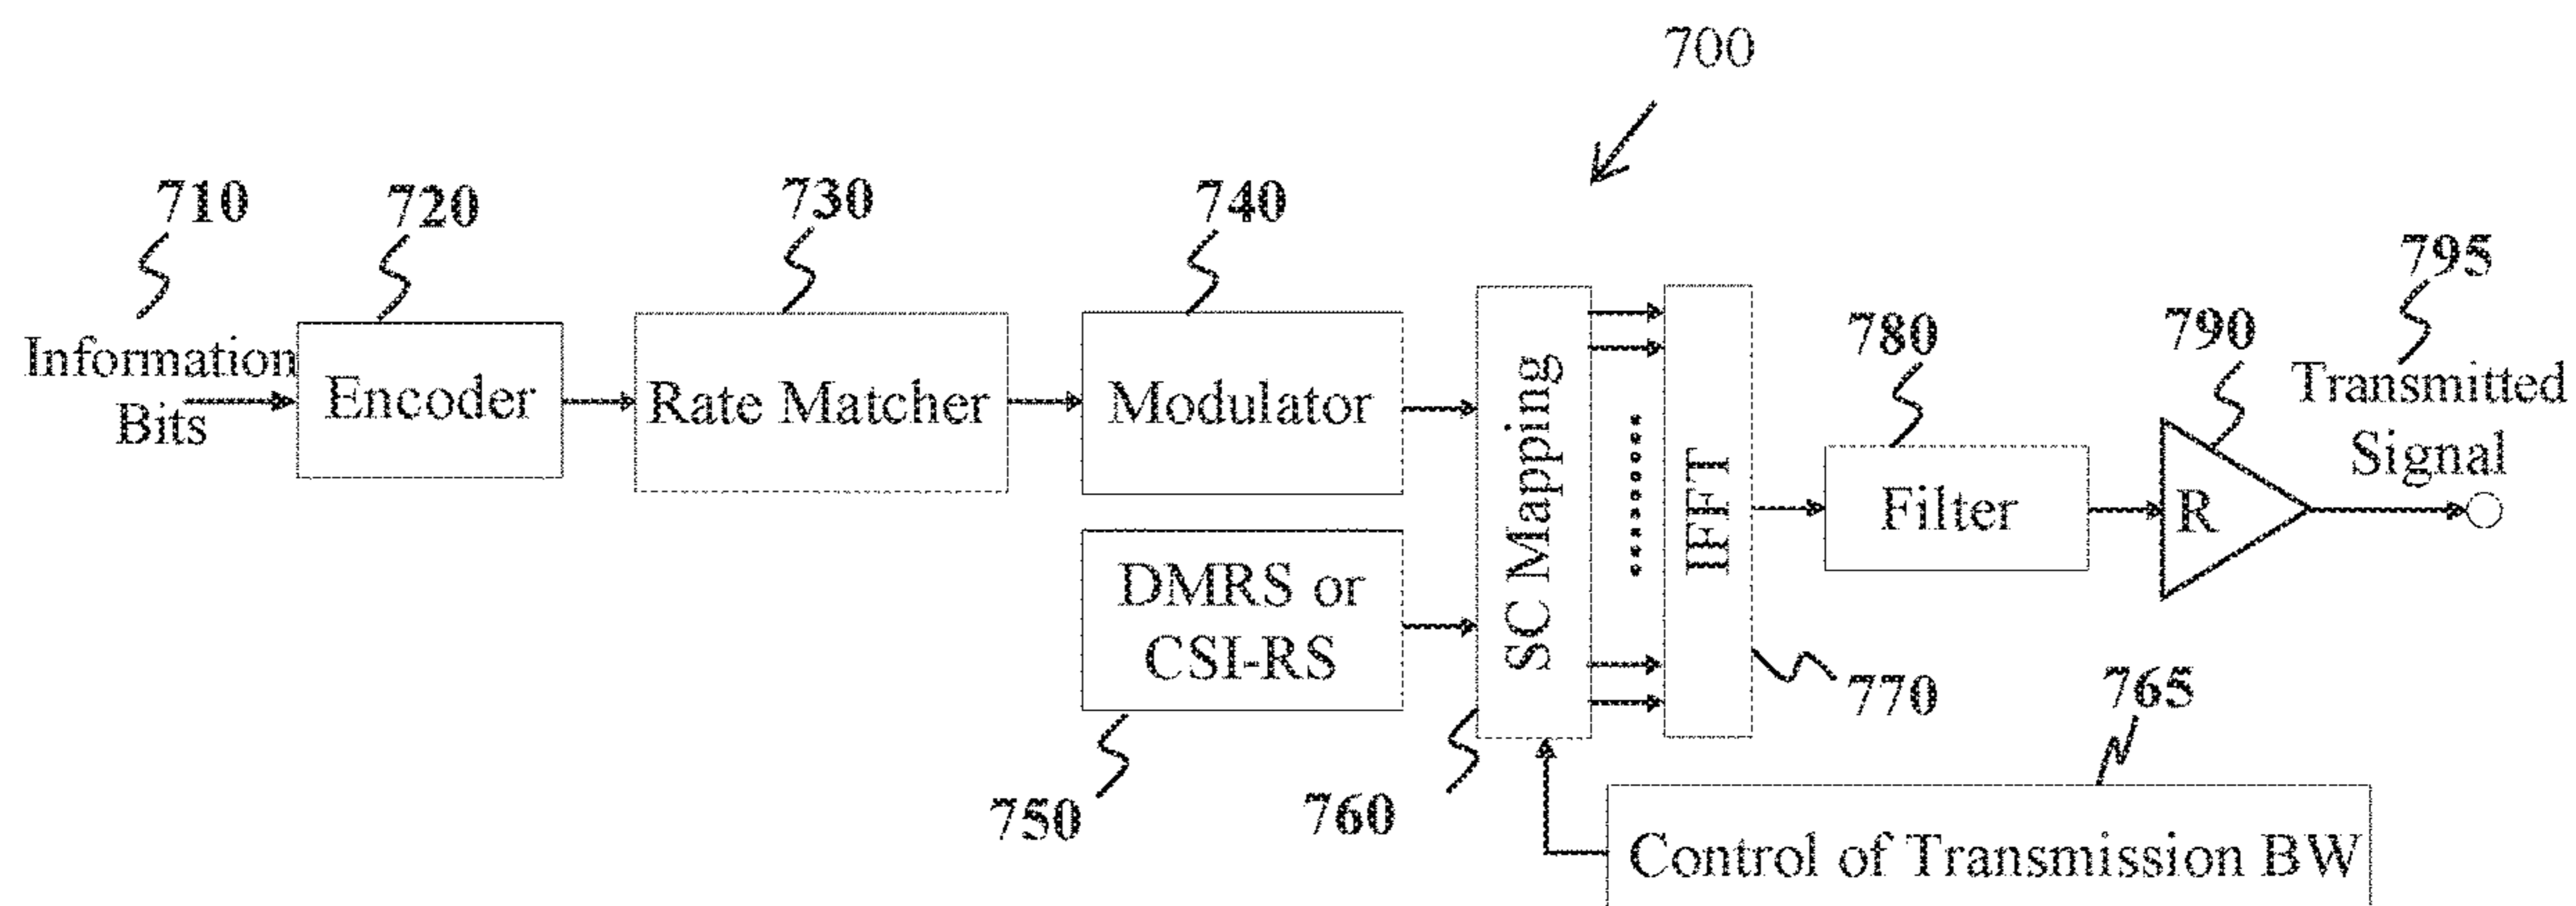 700
710
720
730
740
795
Information
Bits
Encoder
Rate Matcher
Modulator
SC Mapping
IFFT
780
Filter
790
R
Transmitted
Signal
DMRS or
CSI-RS
750
760
770
765
Control of Transmission BW